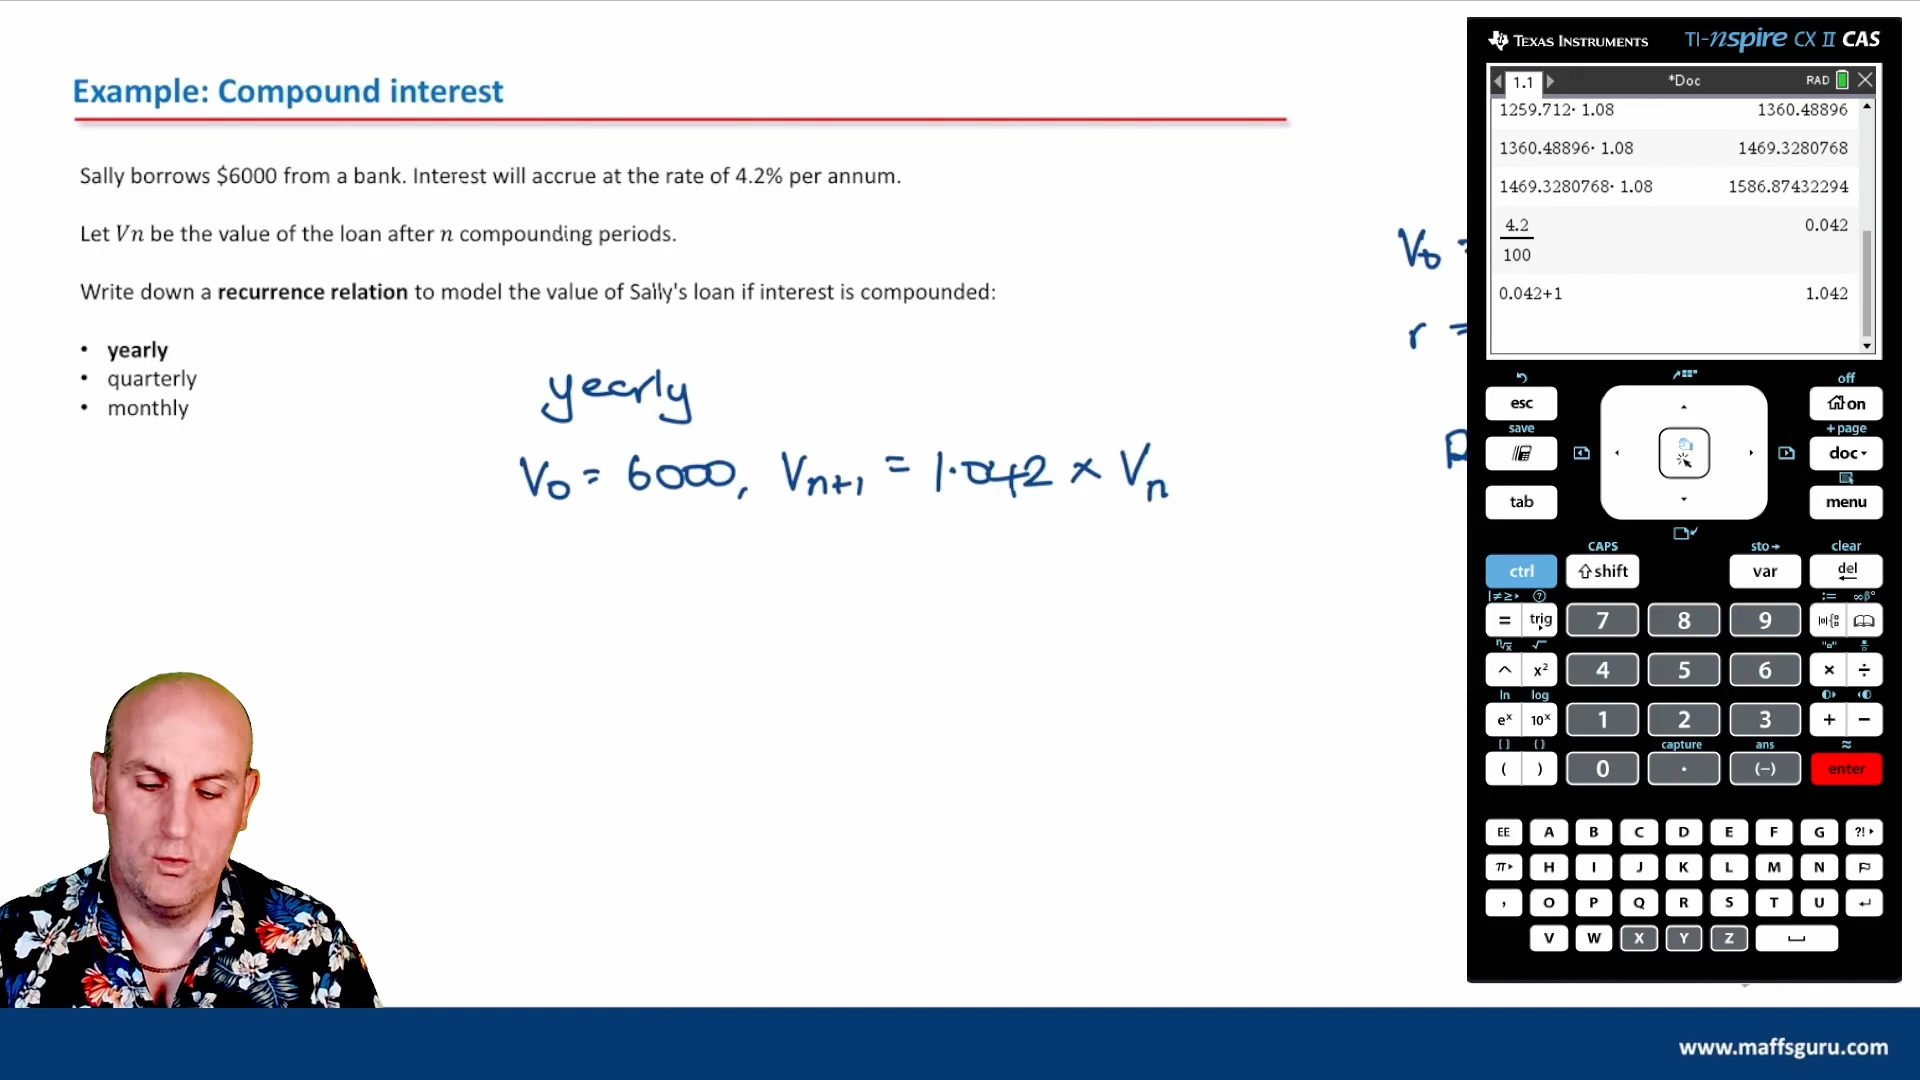 Example: Compound interest
Sally borrows $6000 from a bank. Interest will accrue at the rate of 4.2% per annum.
Let Vn be the value of the loan after n compounding periods.
Write down a recurrence relation to model the value of Sally's loan if interest is compounded:
• yearly
• quarterly
• monthly
yearly
V0 = 6000, Vn+1 = 1.042 × Vn
V0 =
r =
TEXAS INSTRUMENTS TI-nspire CX II CAS
1.1 *Doc RAD
1259.712·1.08 1360.48896
1360.48896·1.08 1469.3280768
1469.3280768·1.08 1586.87432294
4.2
100
0.042
0.042+1 1.042
off
esc on
save + page
doc
tab menu
CAPS sto→ clear
ctrl shift var del
|≠≥▸ ? := ∞β°
= trig 7 8 9
ⁿ√x √
^ x² 4 5 6 × ÷
ln log
eˣ 10ˣ 1 2 3 + −
[ ] { } capture ans ≈
( ) 0 . (−) enter
EE A B C D E F G ?!▸
π▸ H I J K L M N
, O P Q R S T U ↵
V W X Y Z
www.maffsguru.com